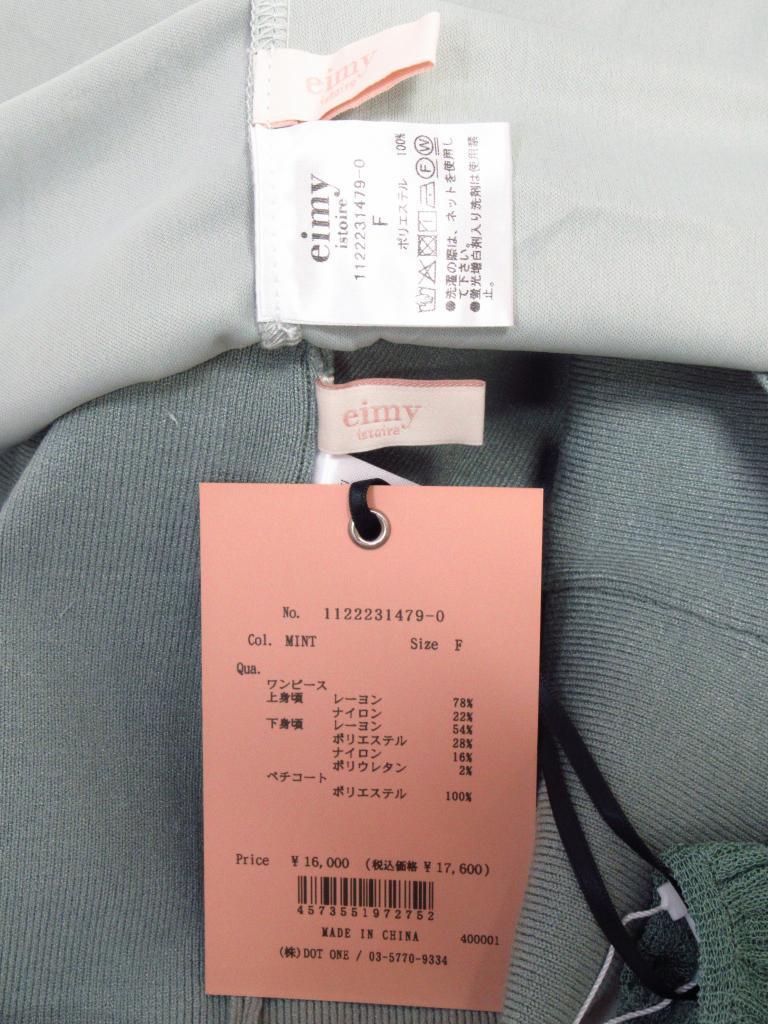 eimy
istoire
eimy
istoire
1122231479-0
F
ポリエステル 100%
洗濯の際は、ネットを使用し
て下さい。
蛍光増白剤入り洗剤は使用禁
止。
eimy
istoire
No. 1122231479-0
Col. MINT Size F
Qua.
ワンピース
上身頃 レーヨン 78%
ナイロン 22%
下身頃 レーヨン 54%
ポリエステル 28%
ナイロン 16%
ポリウレタン 2%
ペチコート
ポリエステル 100%
Price ¥16,000 (税込価格¥17,600)
4573551972752
MADE IN CHINA 400001
(株)DOT ONE / 03-5770-9334